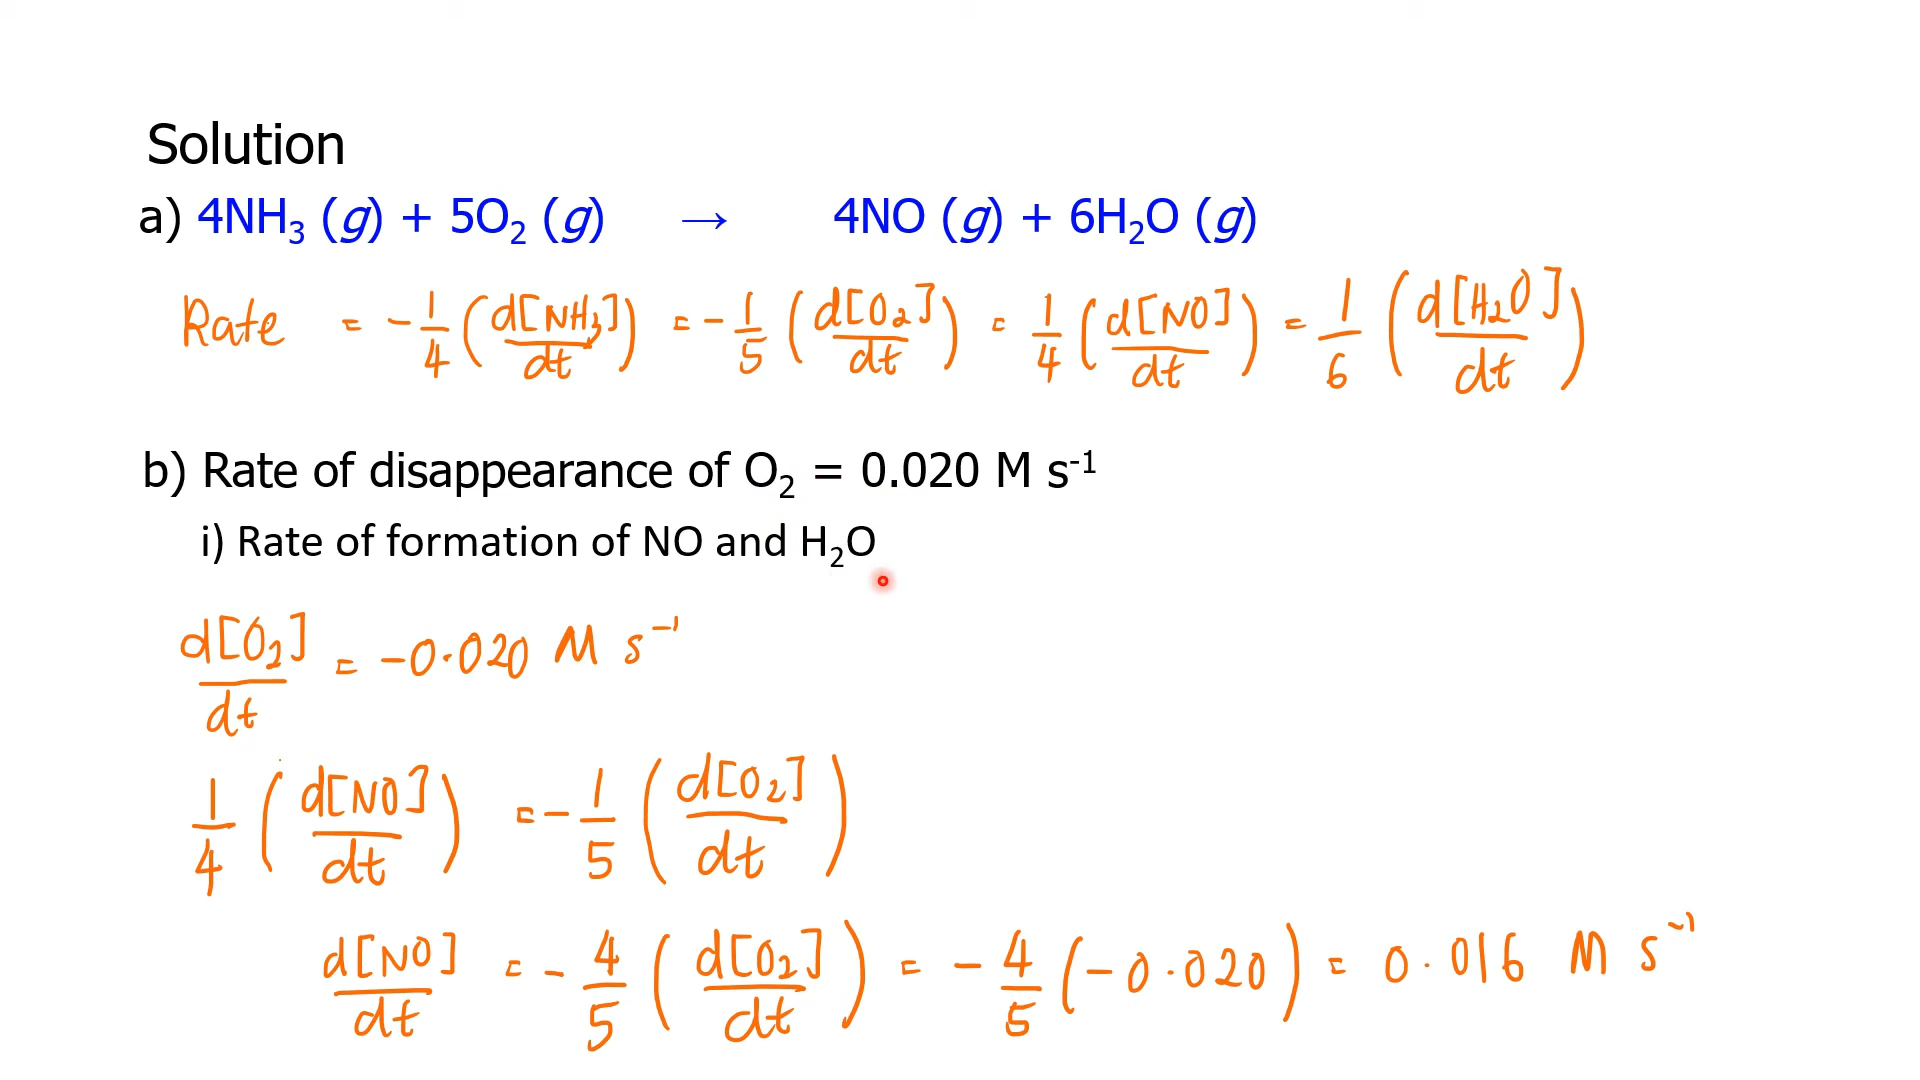 Solution
a) 4NH₃ (g) + 5O₂ (g) → 4NO (g) + 6H₂O (g)
Rate = -1/4 (d[NH₃]/dt) = -1/5 (d[O₂]/dt) = 1/4 (d[NO]/dt) = 1/6 (d[H₂O]/dt)
b) Rate of disappearance of O₂ = 0.020 M s⁻¹
i) Rate of formation of NO and H₂O
d[O₂]/dt = -0.020 M s⁻¹
1/4 (d[NO]/dt) = -1/5 (d[O₂]/dt)
d[NO]/dt = -4/5 (d[O₂]/dt) = -4/5 (-0.020) = 0.016 M s⁻¹